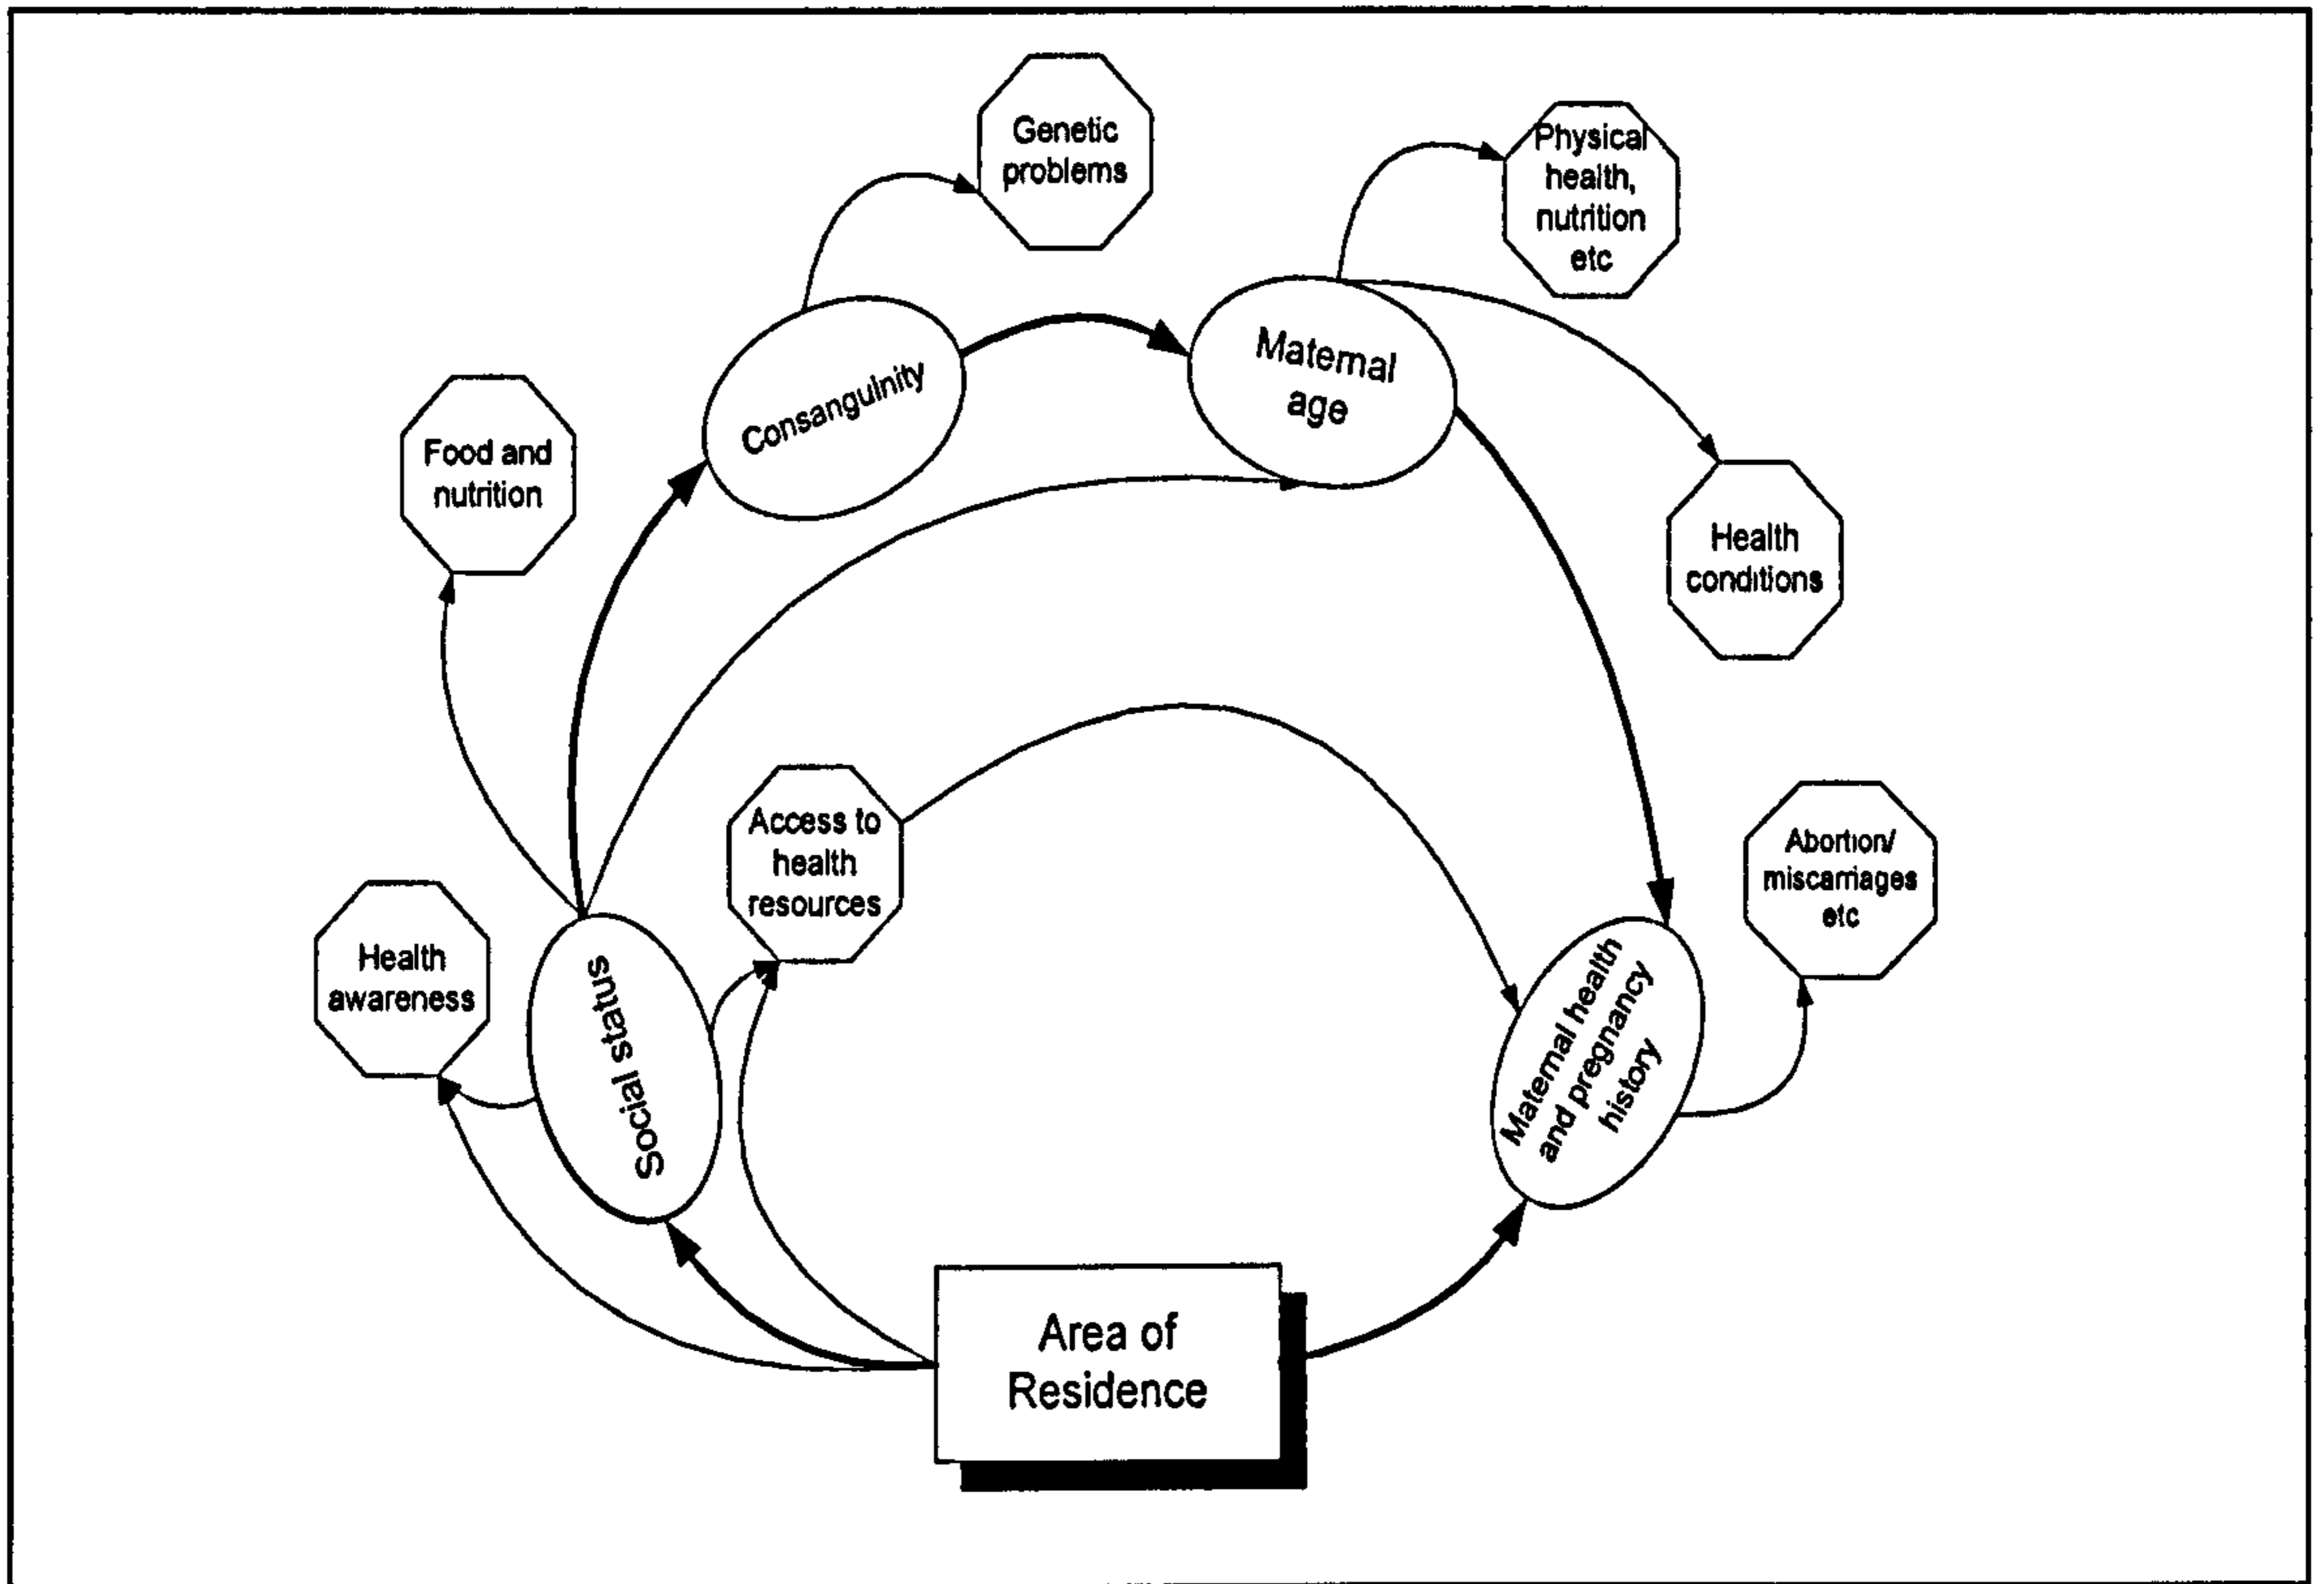 Genetic
problems
Physical
health,
nutrition
etc
Consanguinity
Maternal
age
Food and
nutrition
Health
conditions
Access to
health
resources
Abortion/
miscarriages
etc
Health
awareness
Social status
Maternal health
and pregnancy
history
Area of
Residence